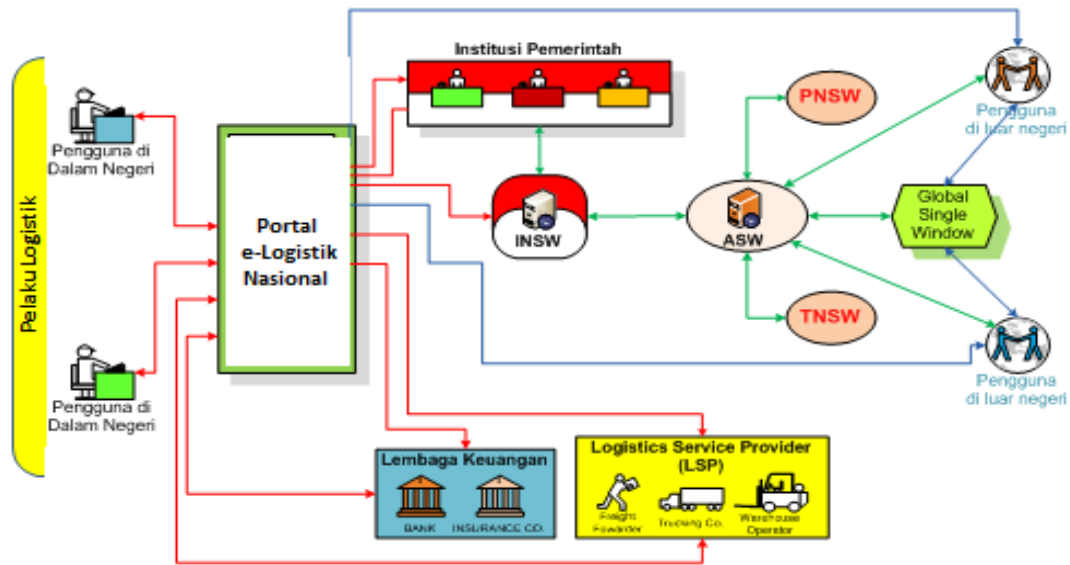 Pelaku Logistik
Pengguna di
Dalam Negeri
Pengguna di
Dalam Negeri
Portal
e-Logistik
Nasional
Institusi Pemerintah
INSW
PNSW
ASW
TNSW
Pengguna
di luar negeri
Global
Single
Window
Pengguna
di luar negeri
Lembaga Keuangan
BANK
INSURANCE CO.
Logistics Service Provider
(LSP)
Freight
Fowarder
Trucking Co.
Warehouse
Operator